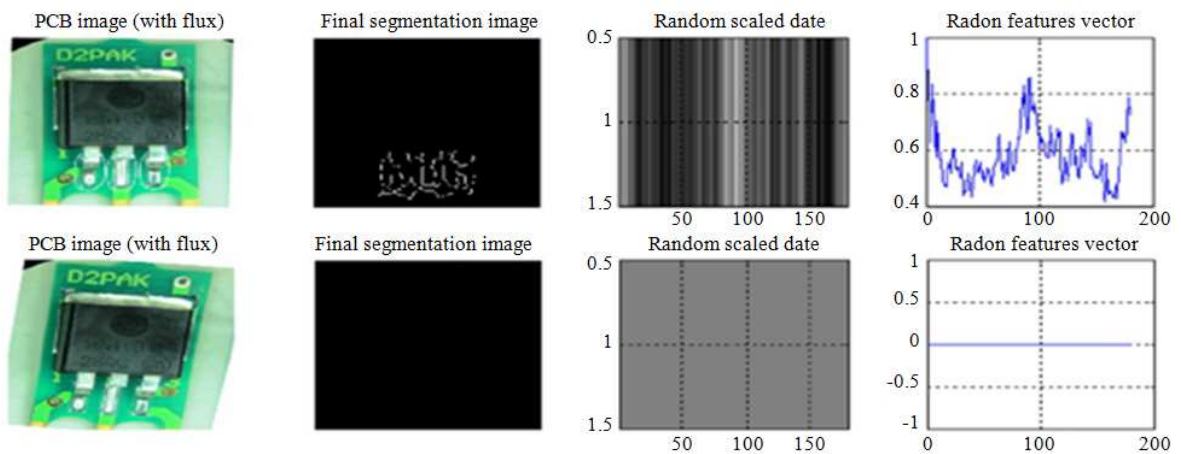 PCB image (with flux) Final segmentation image Random scaled date Radon features vector
D2PAK
0.5
1
1.5
50 100 150
1
0.8
0.6
0.4
0 100 200
PCB image (with flux) Final segmentation image Random scaled date Radon features vector
D2PAK
0.5
1
1.5
50 100 150
1
0.5
0
-0.5
-1
0 100 200